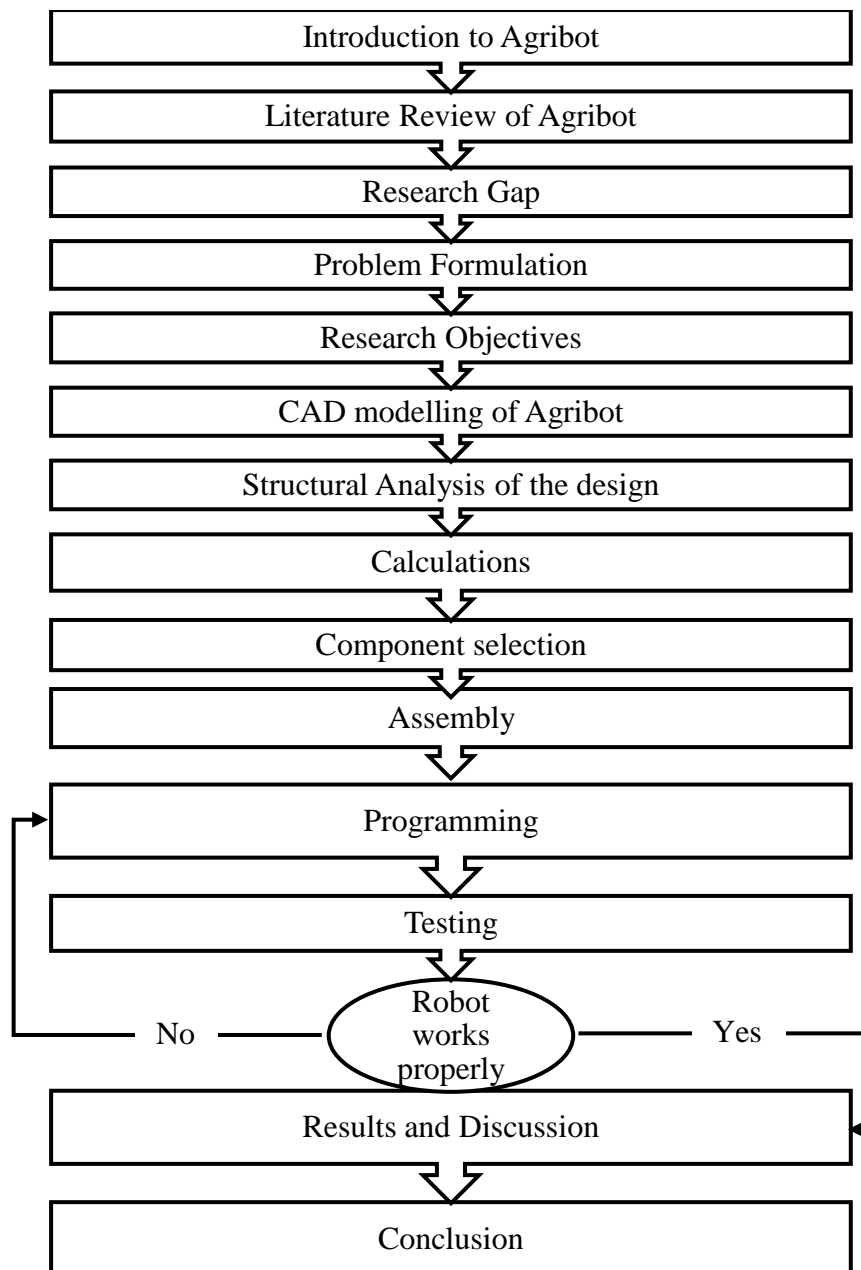 Introduction to Agribot
Literature Review of Agribot
Research Gap
Problem Formulation
Research Objectives
CAD modelling of Agribot
Structural Analysis of the design
Calculations
Component selection
Assembly
Programming
Testing
Robot
works
properly
No
Yes
Results and Discussion
Conclusion